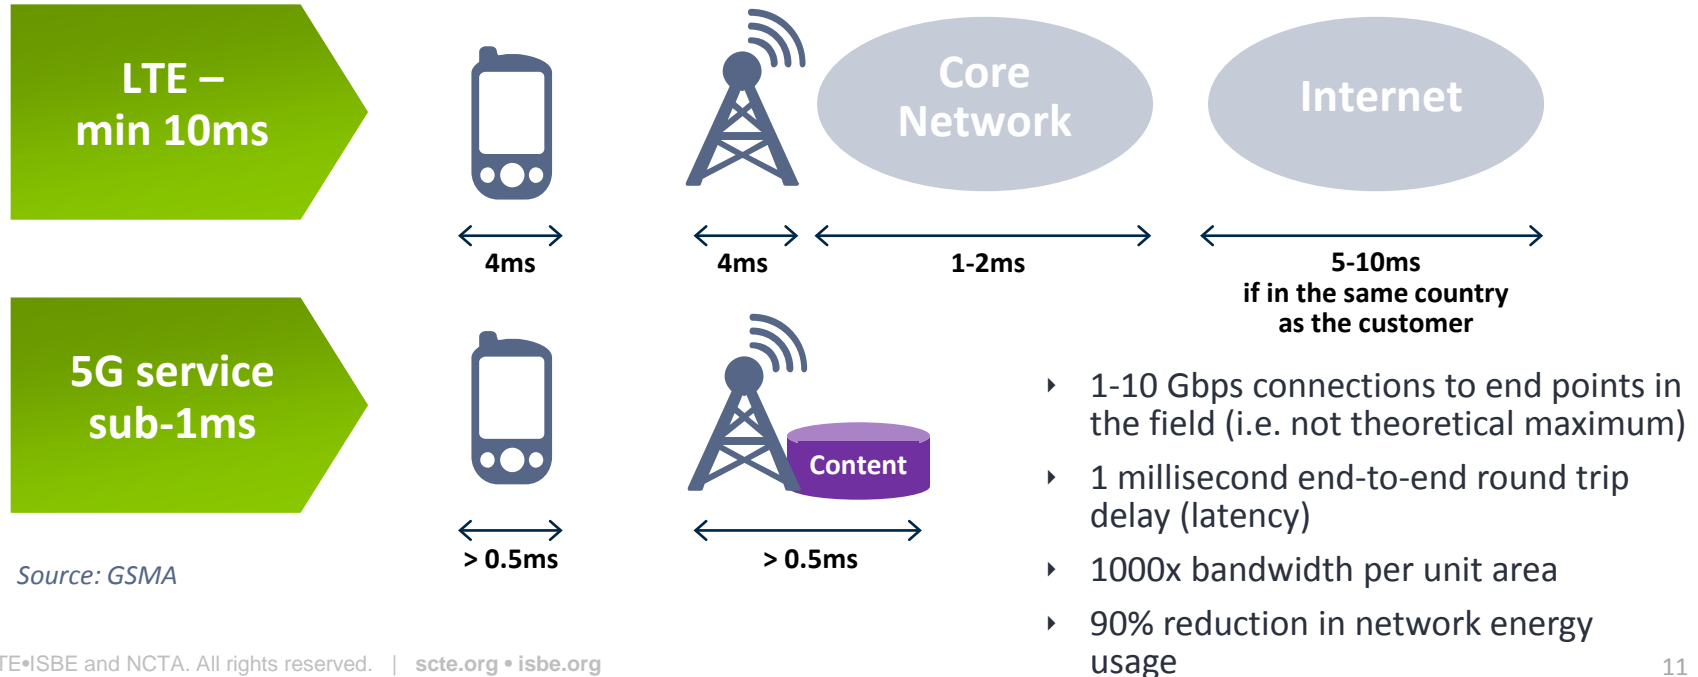 LTE –
min 10ms
Core
Network
Internet
4ms
4ms
1-2ms
5-10ms
if in the same country
as the customer
5G service
sub-1ms
Content
> 0.5ms
> 0.5ms
Source: GSMA
‣ 1-10 Gbps connections to end points in
the field (i.e. not theoretical maximum)
‣ 1 millisecond end-to-end round trip
delay (latency)
‣ 1000x bandwidth per unit area
‣ 90% reduction in network energy
usage
TE•ISBE and NCTA. All rights reserved. | scte.org • isbe.org
11